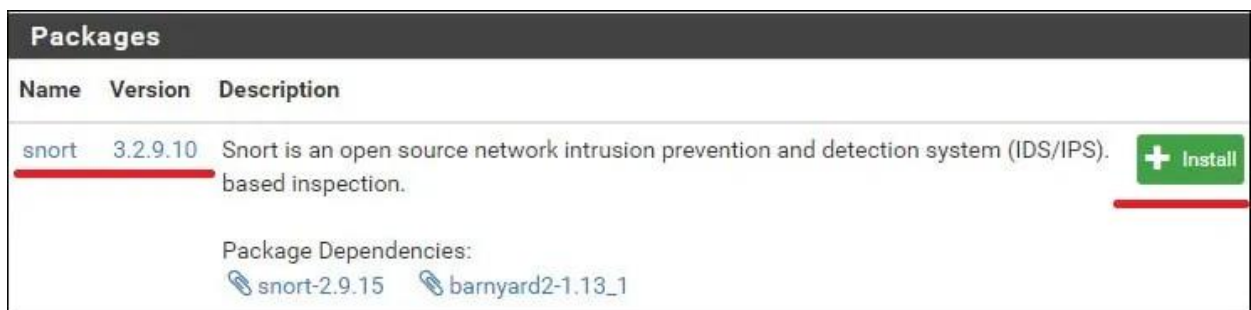 Packages
Name Version Description
snort 3.2.9.10 Snort is an open source network intrusion prevention and detection system (IDS/IPS). + Install
based inspection.
Package Dependencies:
snort-2.9.15 barnyard2-1.13_1